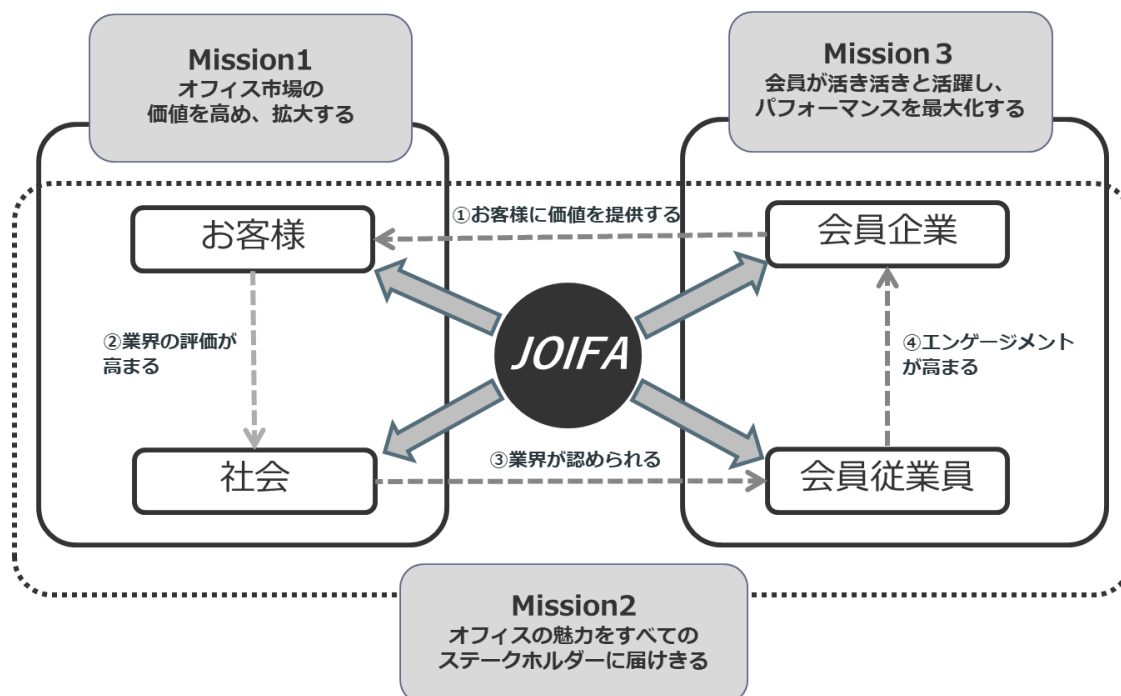 Mission1
オフィス市場の
価値を高め、拡大する
Mission３
会員が活き活きと活躍し、
パフォーマンスを最大化する
お客様
①お客様に価値を提供する
会員企業
②業界の評価が
高まる
JOIFA
④エンゲージメント
が高まる
社会
③業界が認められる
会員従業員
Mission2
オフィスの魅力をすべての
ステークホルダーに届けきる